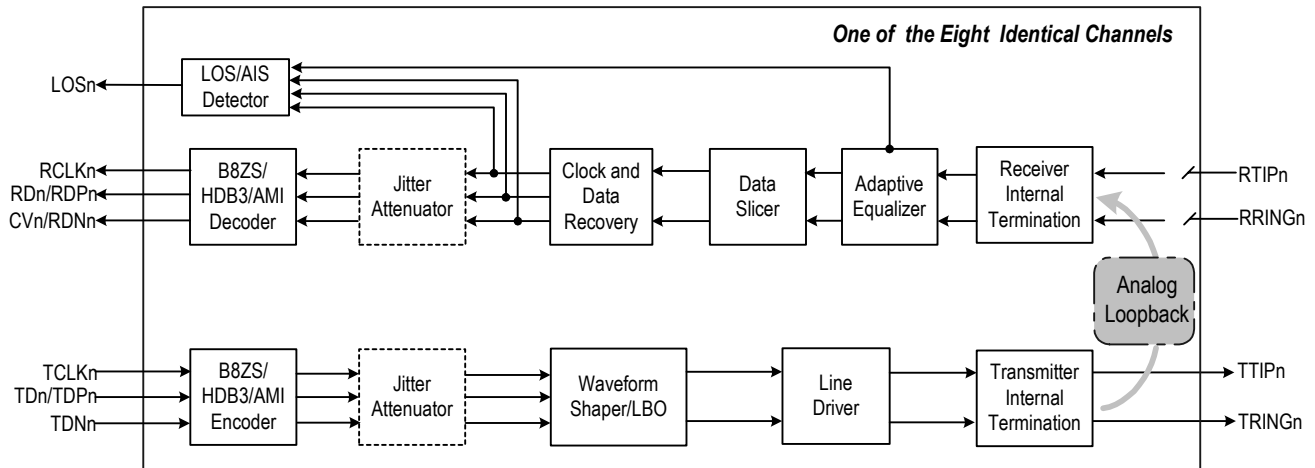 One of the Eight Identical Channels
LOSn
LOS/AIS
Detector
RCLKn
RDn/RDPn
CVn/RDNn
B8ZS/
HDB3/AMI
Decoder
Jitter
Attenuator
Clock and
Data
Recovery
Data
Slicer
Adaptive
Equalizer
Receiver
Internal
Termination
RTIPn
RRINGn
Analog
Loopback
TCLKn
TDn/TDPn
TDNn
B8ZS/
HDB3/AMI
Encoder
Jitter
Attenuator
Waveform
Shaper/LBO
Line
Driver
Transmitter
Internal
Termination
TTIPn
TRINGn